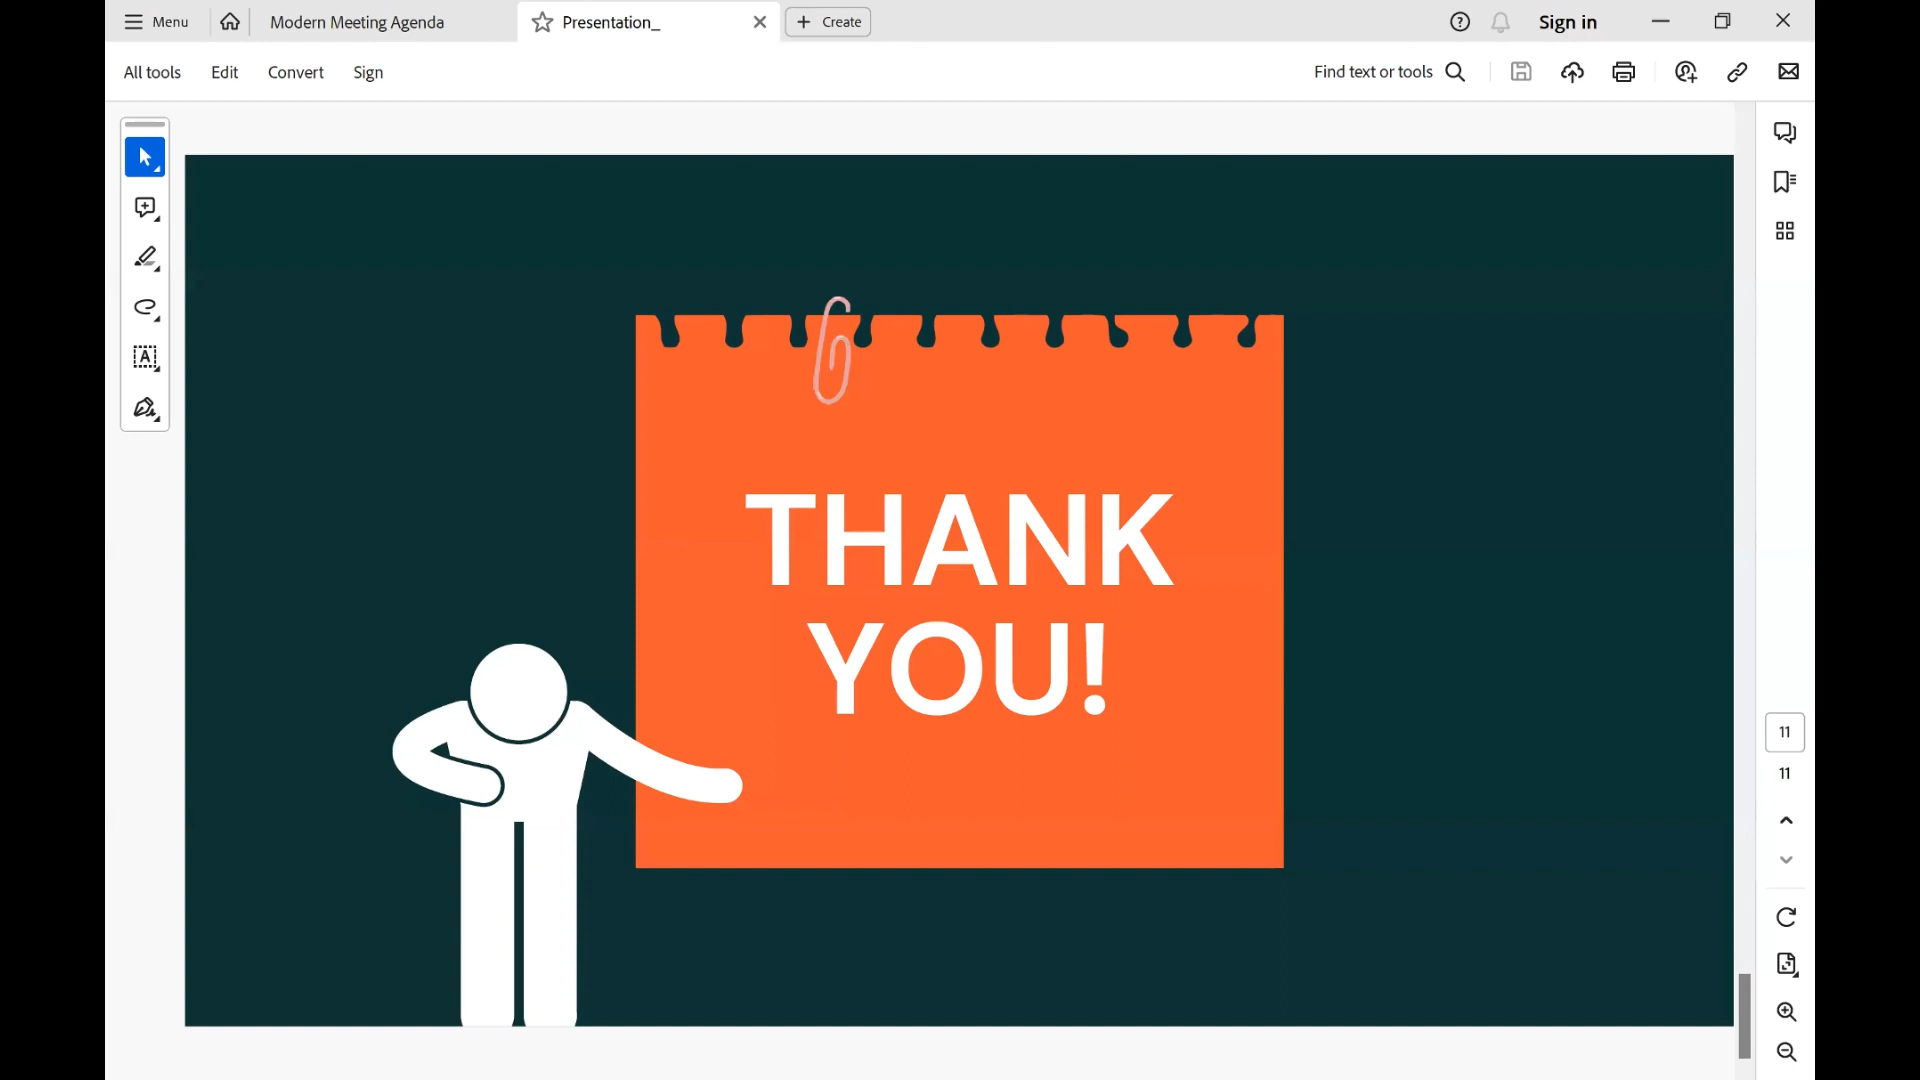 Menu
Modern Meeting Agenda
Presentation_
Create
Sign in
All tools
Edit
Convert
Sign
Find text or tools
A
THANK
YOU!
11
11